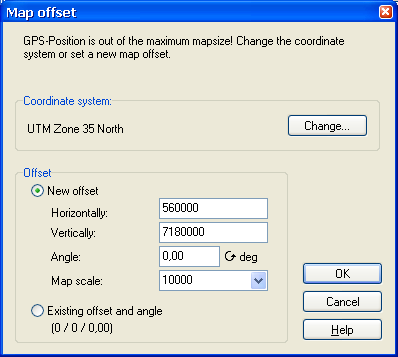 Map offset
GPS-Position is out of the maximum mapsize! Change the coordinate
system or set a new map offset.
Coordinate system:
UTM Zone 35 North
Change...
Offset
New offset
Horizontally: 560000
Vertically: 7180000
Angle: 0,00 deg
Map scale: 10000
Existing offset and angle
(0 / 0 / 0,00)
OK
Cancel
Help